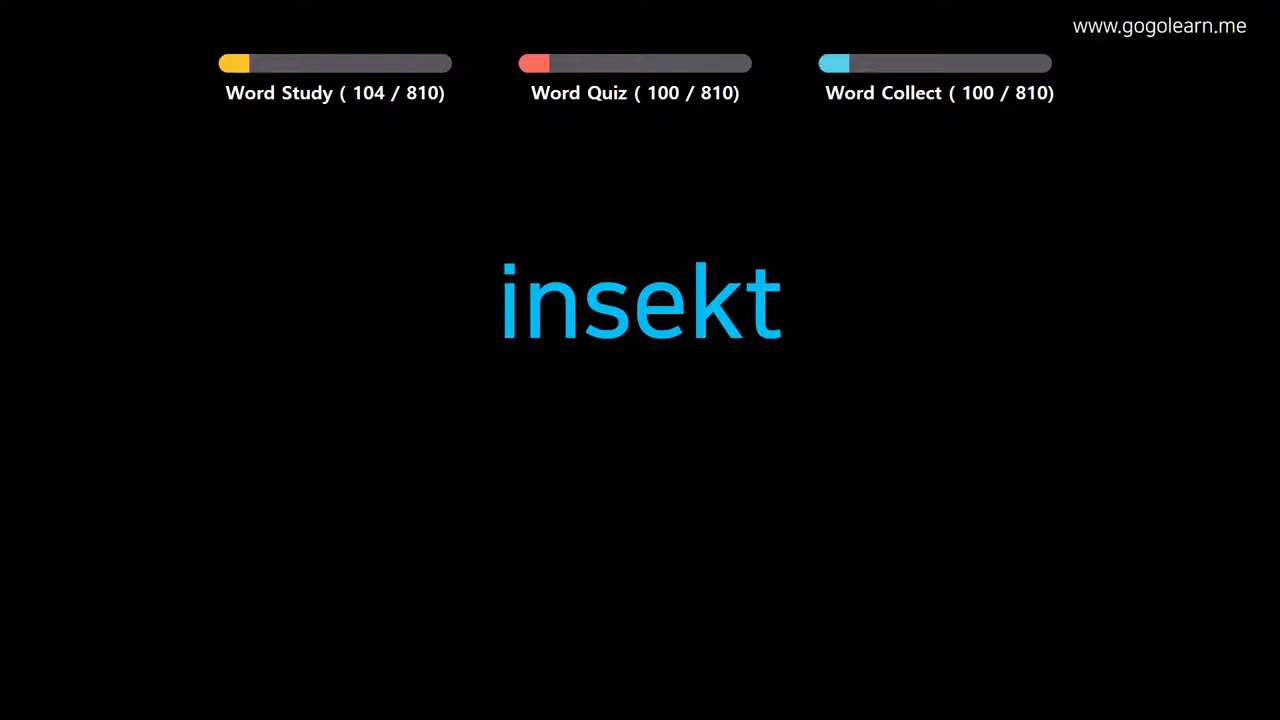 www.gogolearn.me
Word Study ( 104 / 810)
Word Quiz ( 100 / 810)
Word Collect ( 100 / 810)
insekt